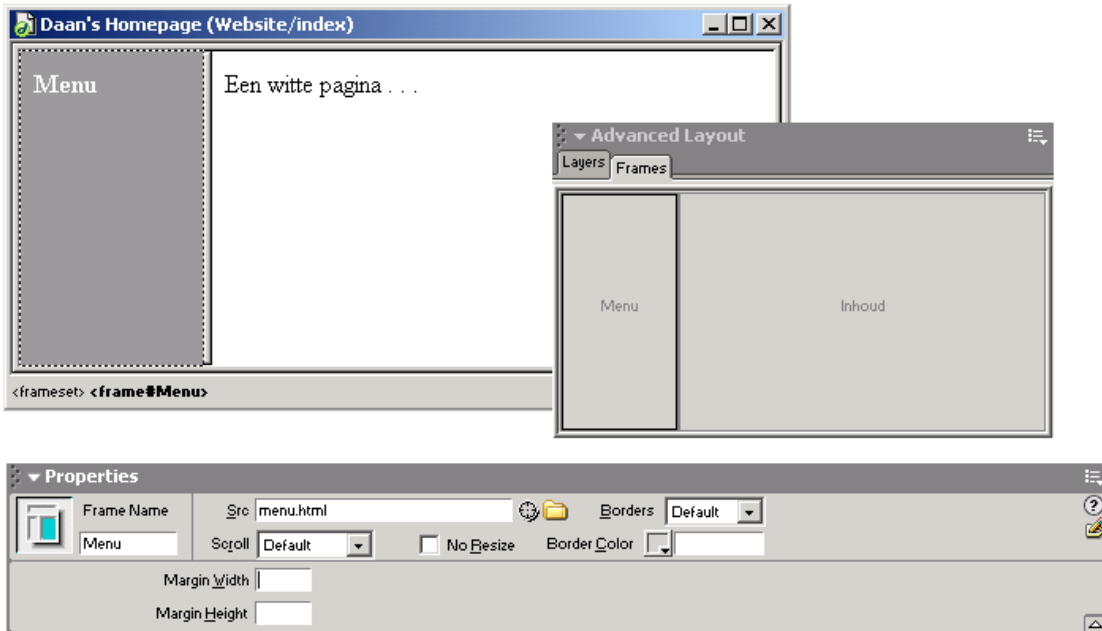 Daan's Homepage (Website/index)
Menu
Een witte pagina . . .
<frameset> <frame#Menu>
Advanced Layout
Layers Frames
Menu Inhoud
Properties
Frame Name Src menu.html Borders Default
Menu Scroll Default No Resize Border Color
Margin Width
Margin Height